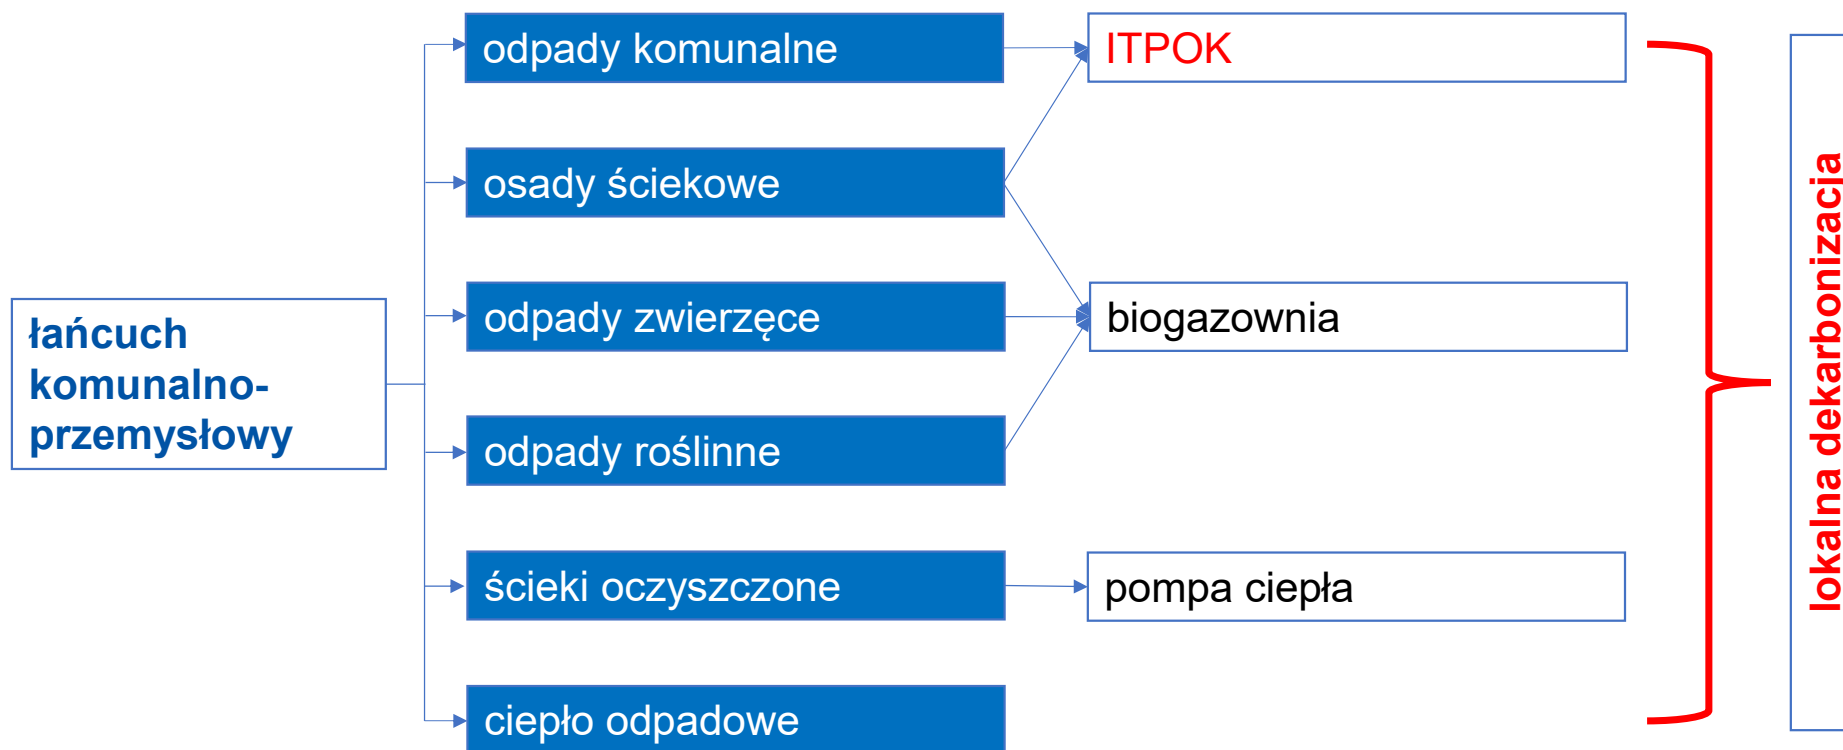 odpady komunalne
ITPOK
osady ściekowe
odpady zwierzęce
biogazownia
łańcuch
komunalno-
przemysłowy
odpady roślinne
ścieki oczyszczone
pompa ciepła
ciepło odpadowe
lokalna dekarbonizacja